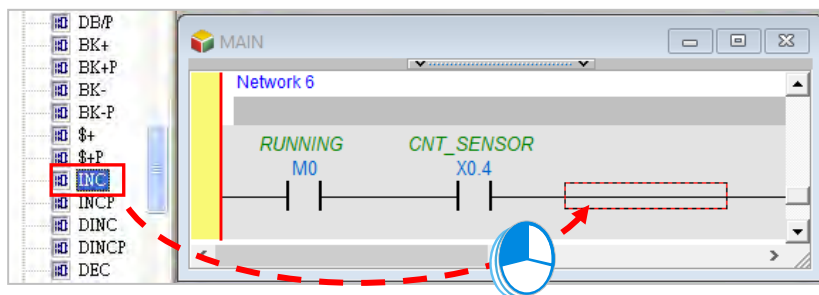 DB/P
BK+
BK+P
BK-
BK-P
$+
$+P
INC
INCP
DINC
DINCP
DEC
MAIN
Network 6
RUNNING CNT_SENSOR
M0 X0.4